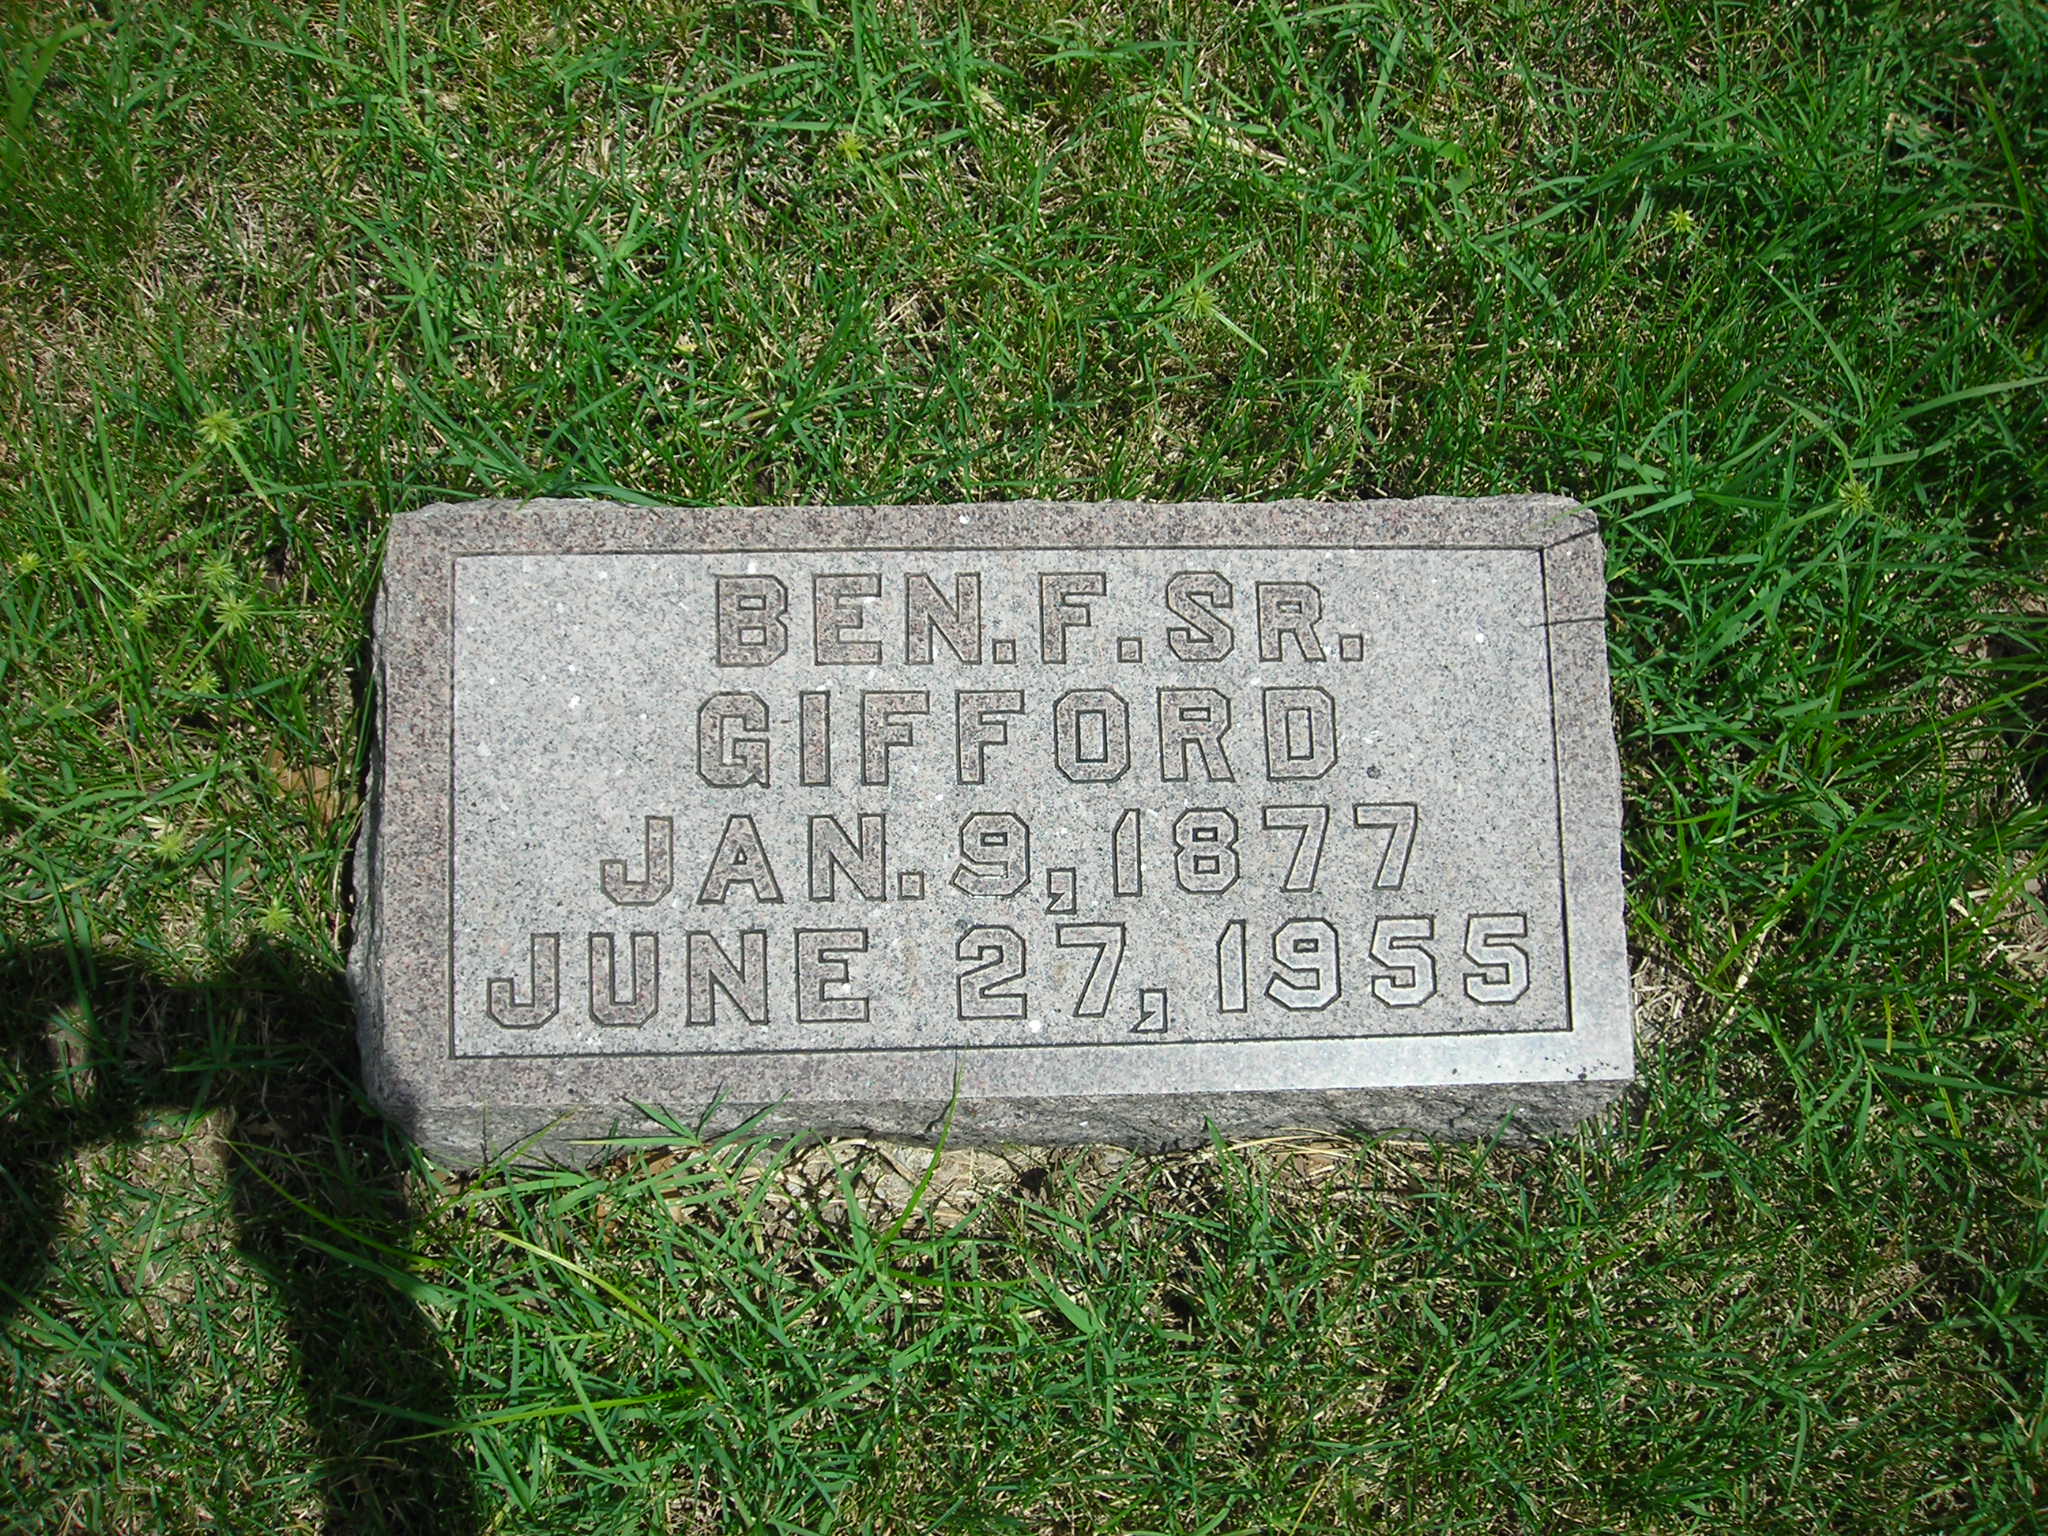 BEN. F. SR.
GIFFORD
JAN. 9, 1877
JUNE 27, 1955